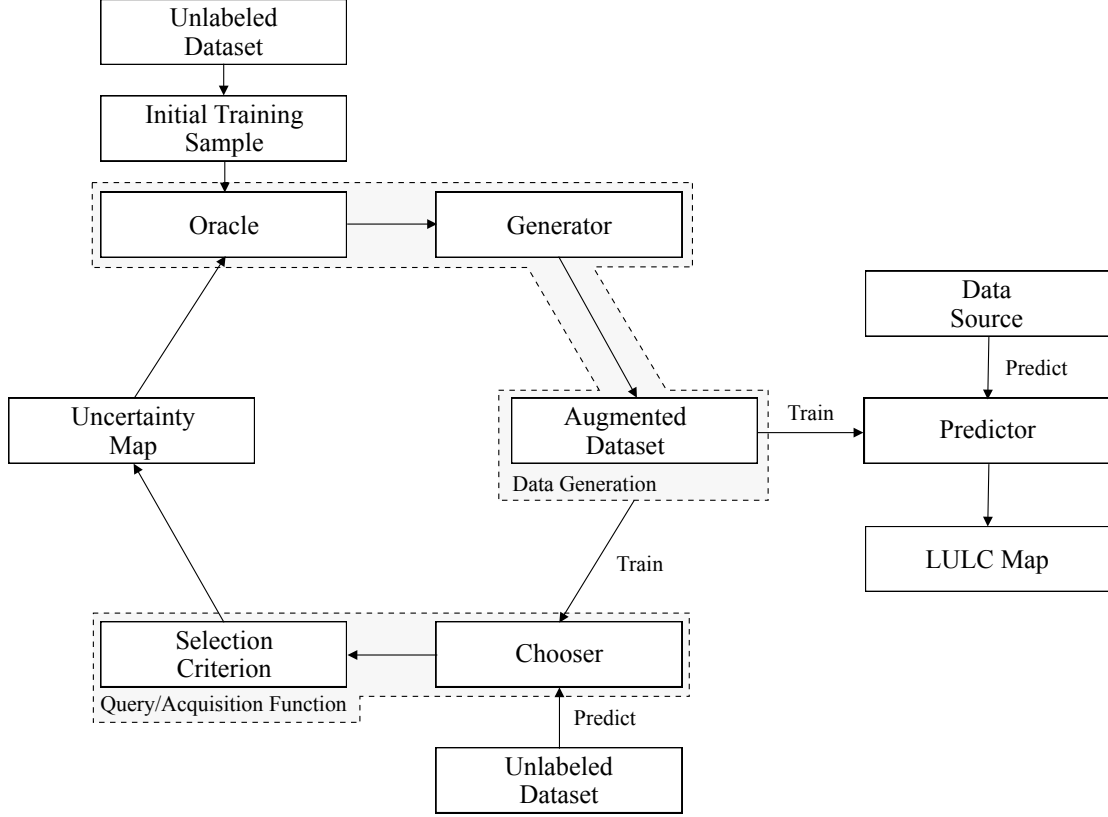 Unlabeled
Dataset
Initial Training
Sample
Oracle
Generator
Data
Source
Predict
Uncertainty
Map
Augmented
Dataset
Train
Predictor
Data Generation
Train
LULC Map
Selection
Criterion
Chooser
Query/Acquisition Function
Predict
Unlabeled
Dataset